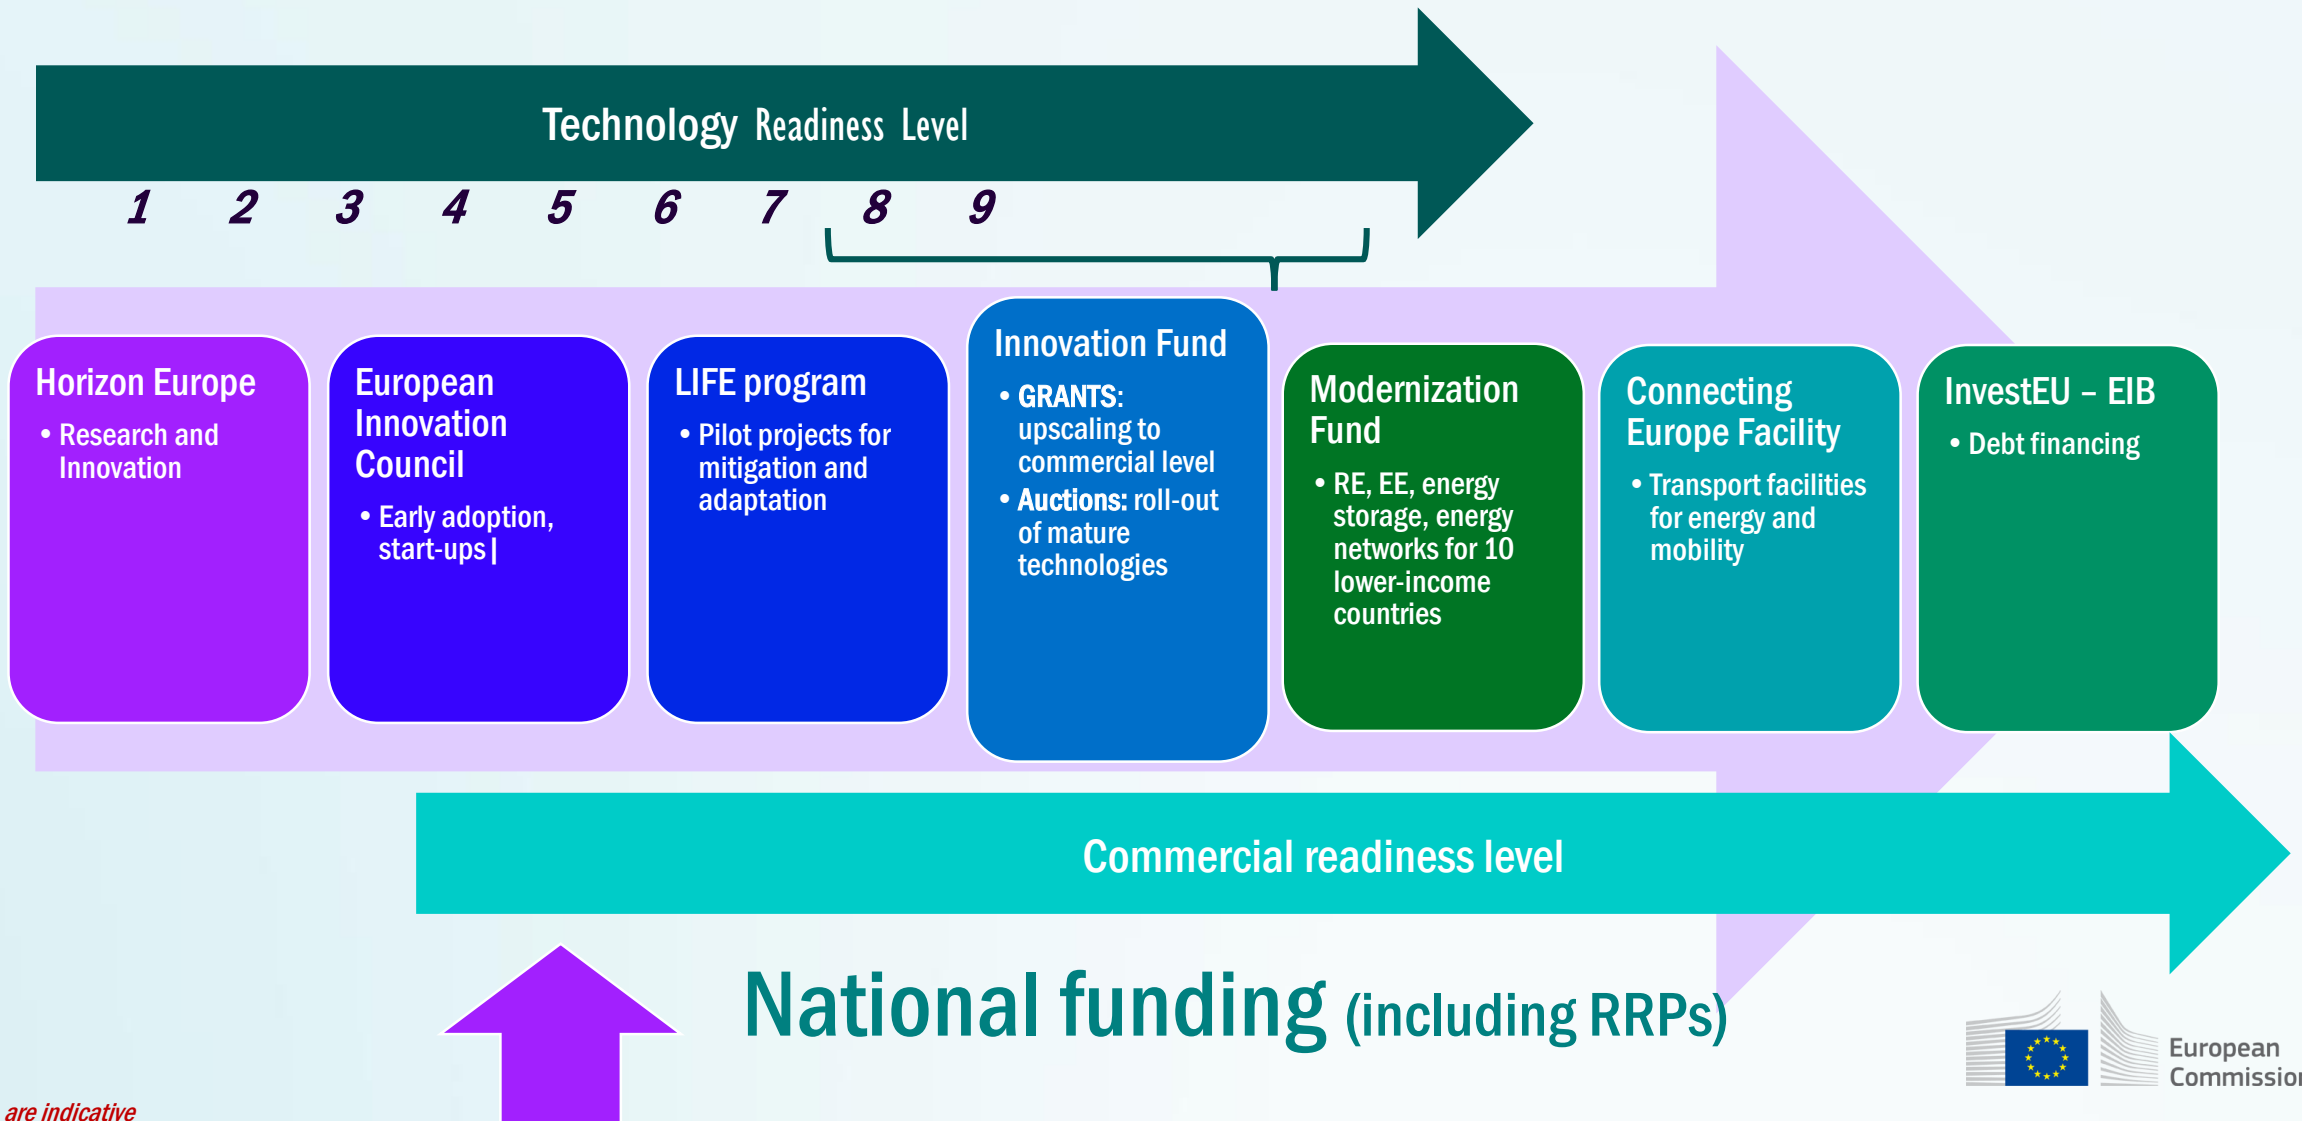 Technology Readiness Level
1 2 3 4 5 6 7 8 9
Horizon Europe
• Research and
Innovation
European
Innovation
Council
• Early adoption,
start-ups|
LIFE program
• Pilot projects for
mitigation and
adaptation
Innovation Fund
• GRANTS:
upscaling to
commercial level
• Auctions: roll-out
of mature
technologies
Modernization
Fund
• RE, EE, energy
storage, energy
networks for 10
lower-income
countries
Connecting
Europe Facility
• Transport facilities
for energy and
mobility
InvestEU – EIB
• Debt financing
Commercial readiness level
National funding (including RRPs)
are indicative
European
Commission